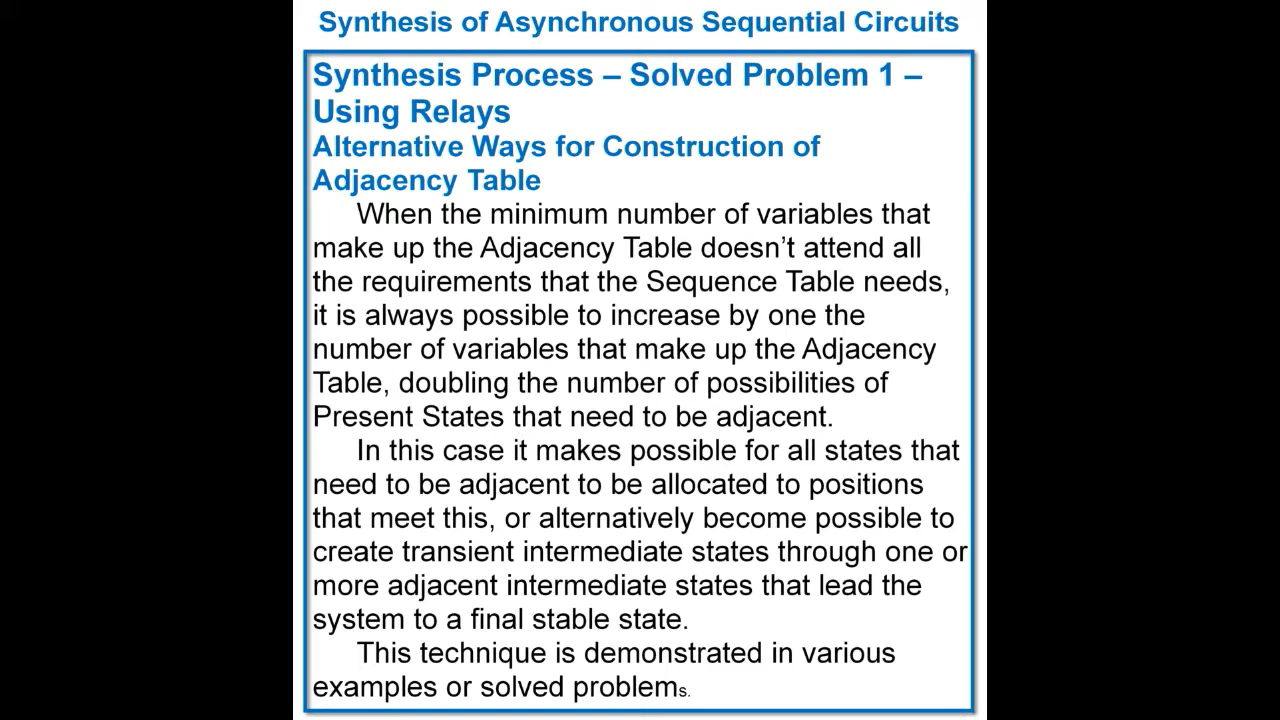 Synthesis of Asynchronous Sequential Circuits
Synthesis Process – Solved Problem 1 –
Using Relays
Alternative Ways for Construction of
Adjacency Table
When the minimum number of variables that
make up the Adjacency Table doesn’t attend all
the requirements that the Sequence Table needs,
it is always possible to increase by one the
number of variables that make up the Adjacency
Table, doubling the number of possibilities of
Present States that need to be adjacent.
In this case it makes possible for all states that
need to be adjacent to be allocated to positions
that meet this, or alternatively become possible to
create transient intermediate states through one or
more adjacent intermediate states that lead the
system to a final stable state.
This technique is demonstrated in various
examples or solved problems.